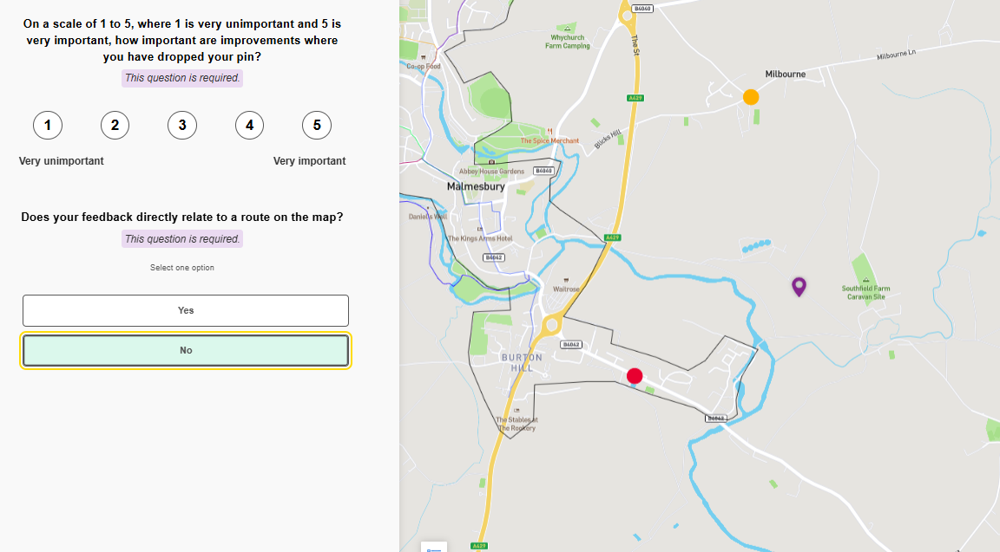 On a scale of 1 to 5, where 1 is very unimportant and 5 is
very important, how important are improvements where
you have dropped your pin?
This question is required.
1 2 3 4 5
Very unimportant Very important
Does your feedback directly relate to a route on the map?
This question is required.
Select one option
Yes
No
B4040
The St
Whychurch
Farm Camping
Co-op Food
Milbourne Ln
Milbourne
A429
Blicks Hill
The Spice Merchant
Abbey House Gardens
B4040
Malmesbury
Daniels Well
The Kings Arms Hotel
A429
B4042
Waitrose
Southfield Farm
Caravan Site
B4042
BURTON
HILL
The Stables at
The Rookery
B4042
A429